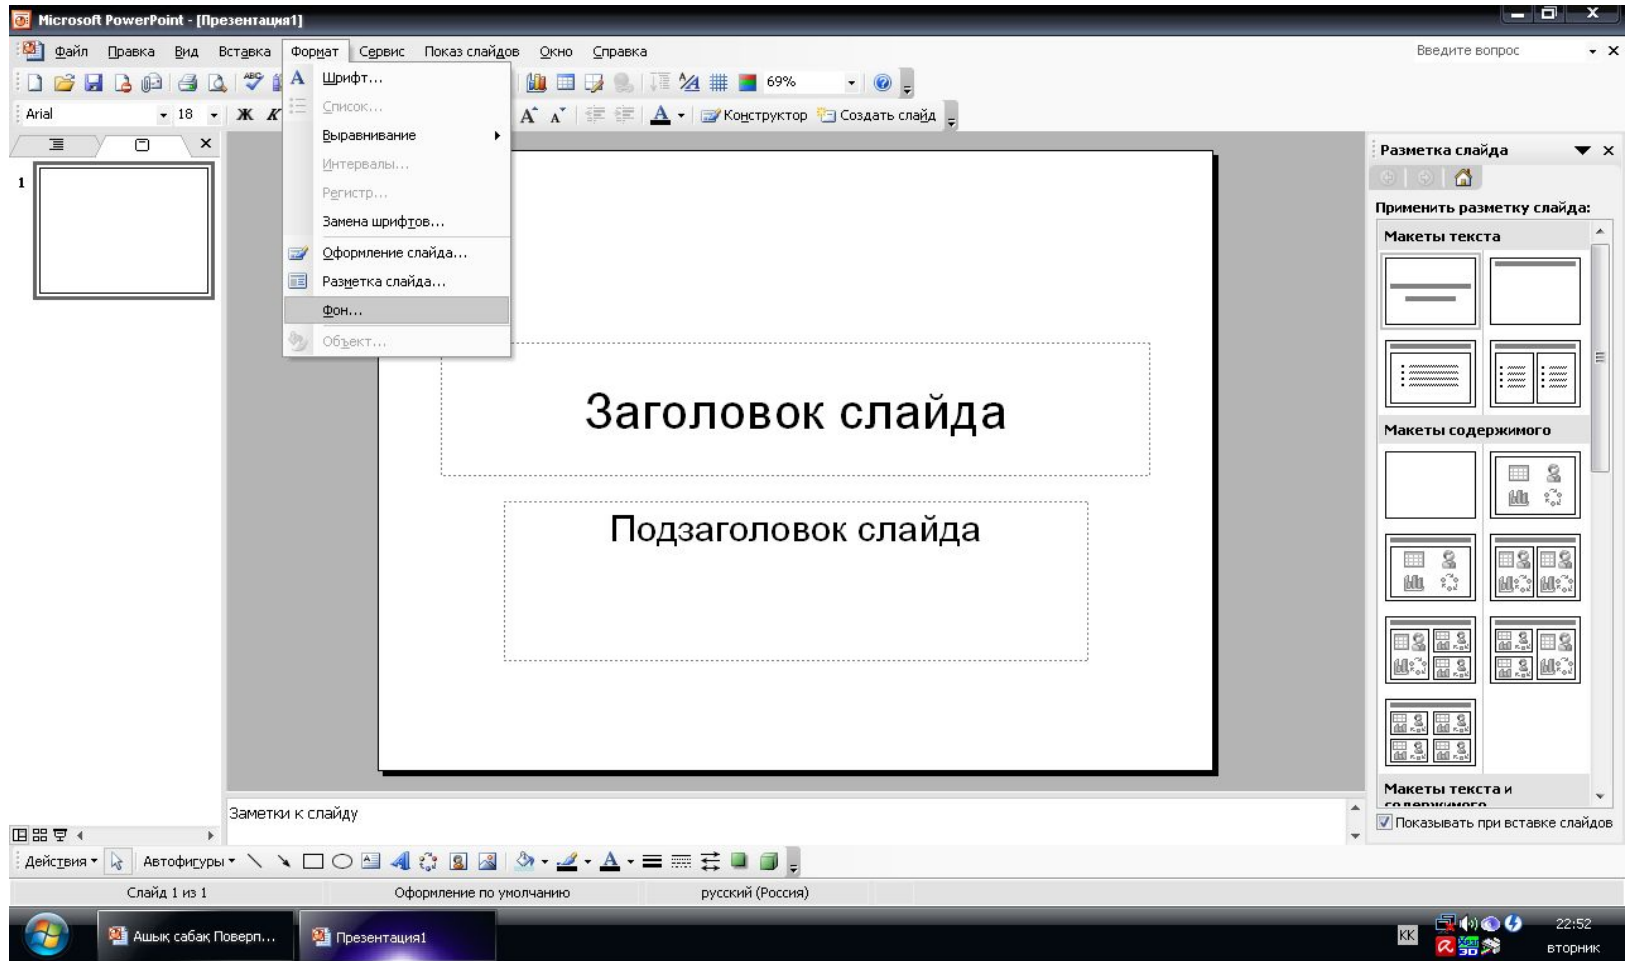 Microsoft PowerPoint - [Презентация1]
Файл Правка Вид Вставка Формат Сервис Показ слайдов Окно Справка Введите вопрос
69%
Arial 18 Ж К Конструктор Создать слайд
Шрифт...
Список...
Выравнивание
Интервалы...
Регистр...
Замена шрифтов...
Оформление слайда...
Разметка слайда...
Фон...
Объект...
1
Заголовок слайда
Подзаголовок слайда
Разметка слайда
Применить разметку слайда:
Макеты текста
Макеты содержимого
Макеты текста и
содержимого
Показывать при вставке слайдов
Заметки к слайду
Действия Автофигуры
Слайд 1 из 1 Оформление по умолчанию русский (Россия)
Ашық сабақ Поверп... Презентация1 KK 22:52
вторник